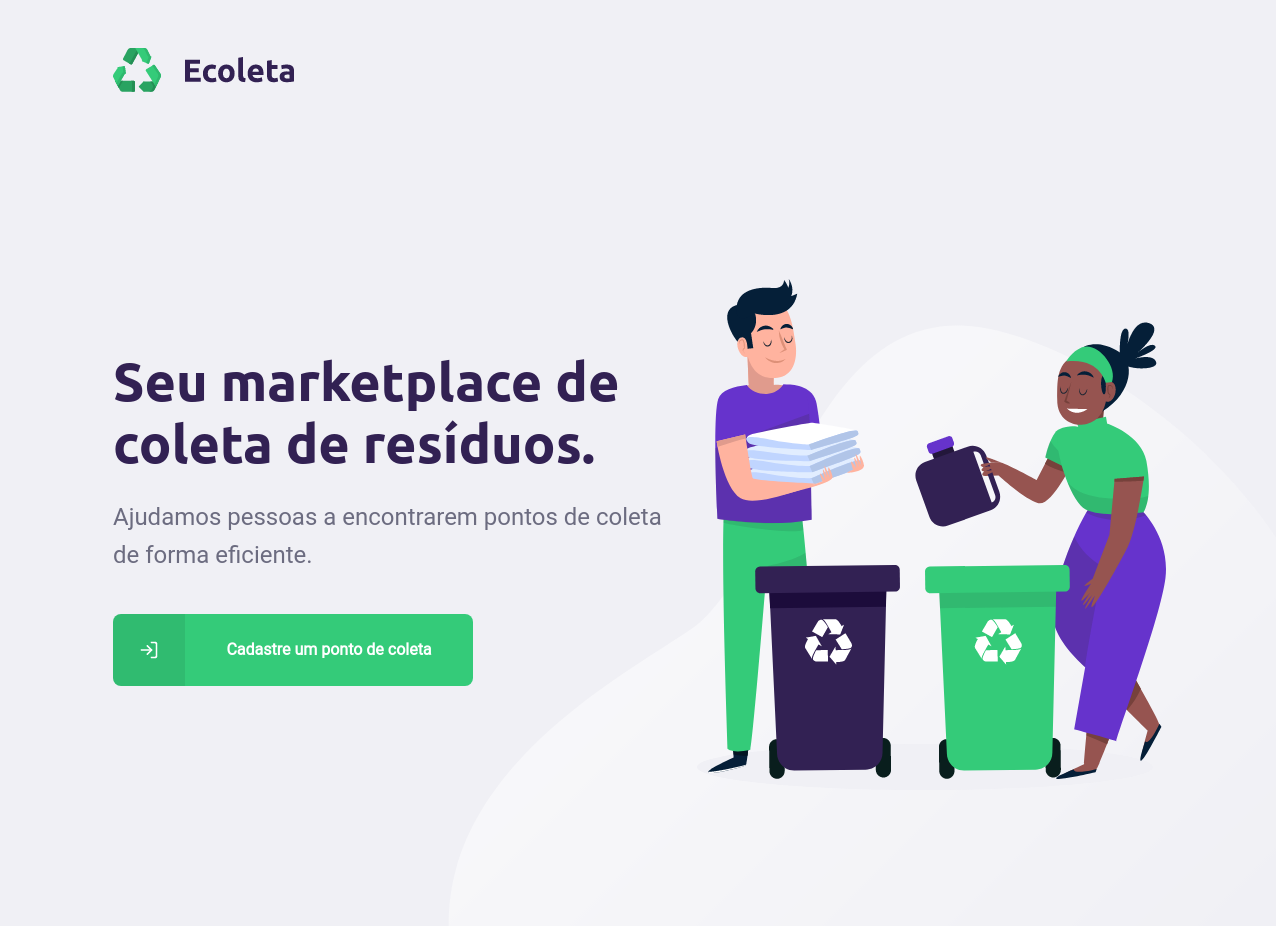 Ecoleta
Seu marketplace de
coleta de resíduos.
Ajudamos pessoas a encontrarem pontos de coleta
de forma eficiente.
Cadastre um ponto de coleta